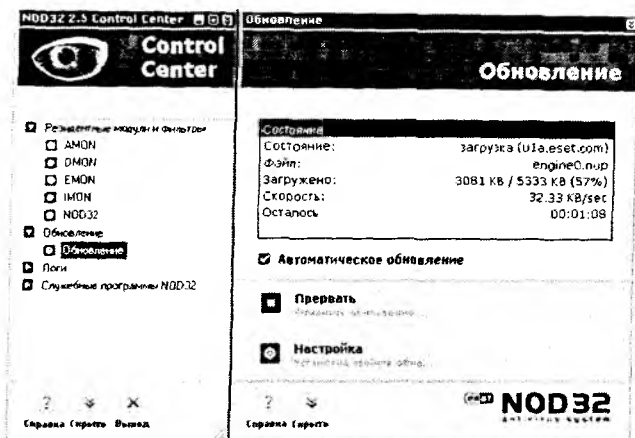 NOD32 2.5 Control Center
Control
Center
Резидентные модули и фильтры
AMON
DMON
EMON
IMON
NOD32
Обновление
Обновление
Логи
Служебные программы NOD32
?
Справка Скрыть Выход
Обновление
Обновление
Состояние
Состояние: загрузка (u1a.eset.com)
Файл: engine0.nup
Загружено: 3081 KB / 5333 KB (57%)
Скорость: 32.33 KB/sec
Осталось 00:01:08
Автоматическое обновление
Прервать
Настройка
?
Справка Скрыть
eset NOD32
antivirus system